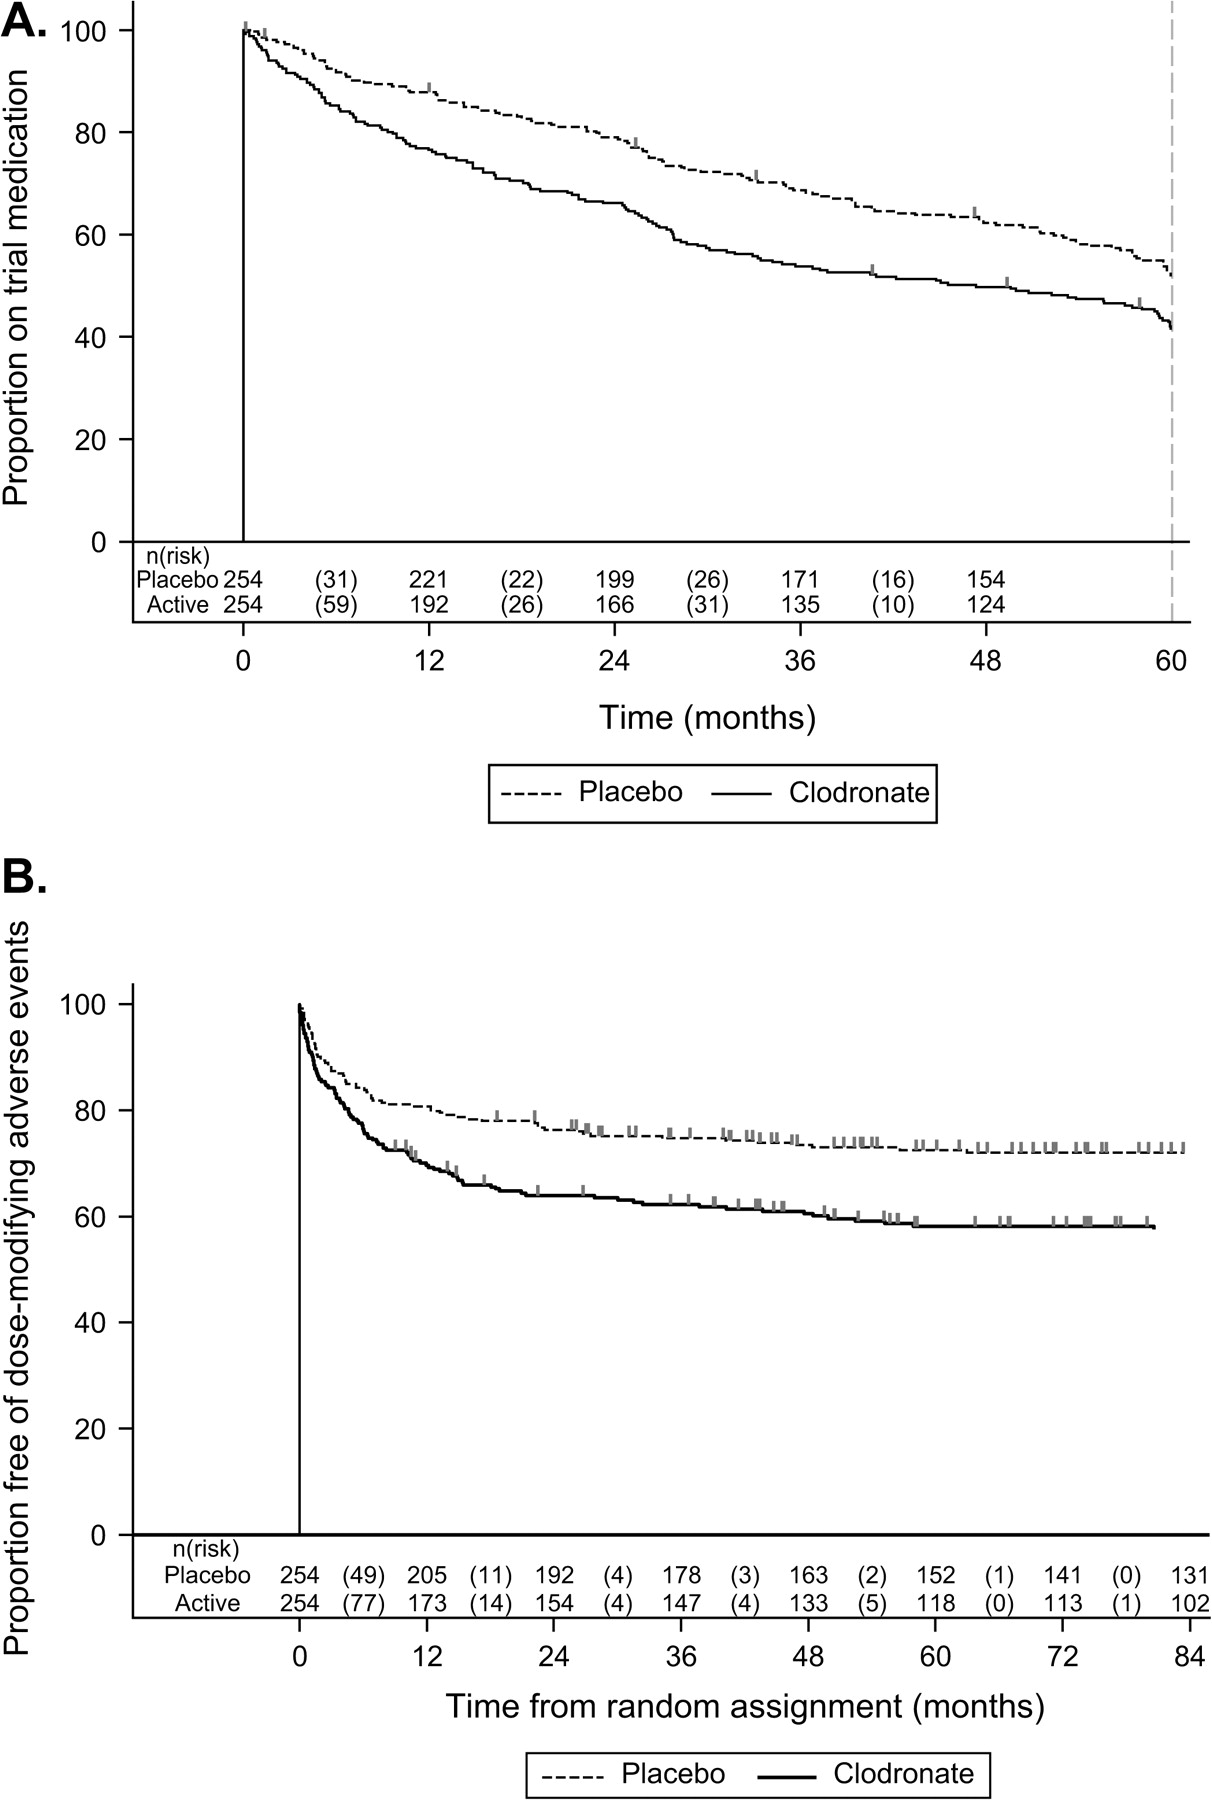 A.
Proportion on trial medication
100
80
60
40
20
0
n(risk)
Placebo 254 (31) 221 (22) 199 (26) 171 (16) 154
Active 254 (59) 192 (26) 166 (31) 135 (10) 124
0 12 24 36 48 60
Time (months)
Placebo Clodronate
B.
Proportion free of dose-modifying adverse events
100
80
60
40
20
0
n(risk)
Placebo 254 (49) 205 (11) 192 (4) 178 (3) 163 (2) 152 (1) 141 (0) 131
Active 254 (77) 173 (14) 154 (4) 147 (4) 133 (5) 118 (0) 113 (1) 102
0 12 24 36 48 60 72 84
Time from random assignment (months)
Placebo Clodronate